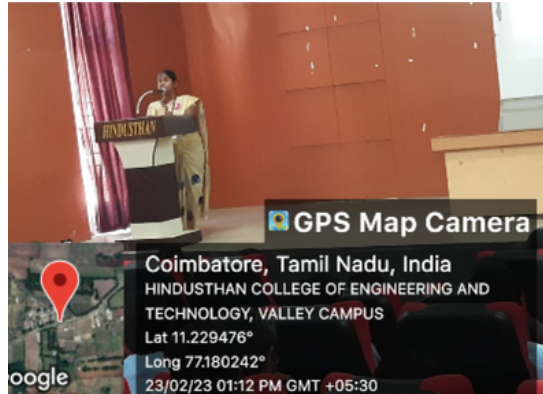 HINDUSTHAN
GPS Map Camera
Coimbatore, Tamil Nadu, India
HINDUSTHAN COLLEGE OF ENGINEERING AND
TECHNOLOGY, VALLEY CAMPUS
Lat 11.229476°
Long 77.180242°
23/02/23 01:12 PM GMT +05:30
oogle